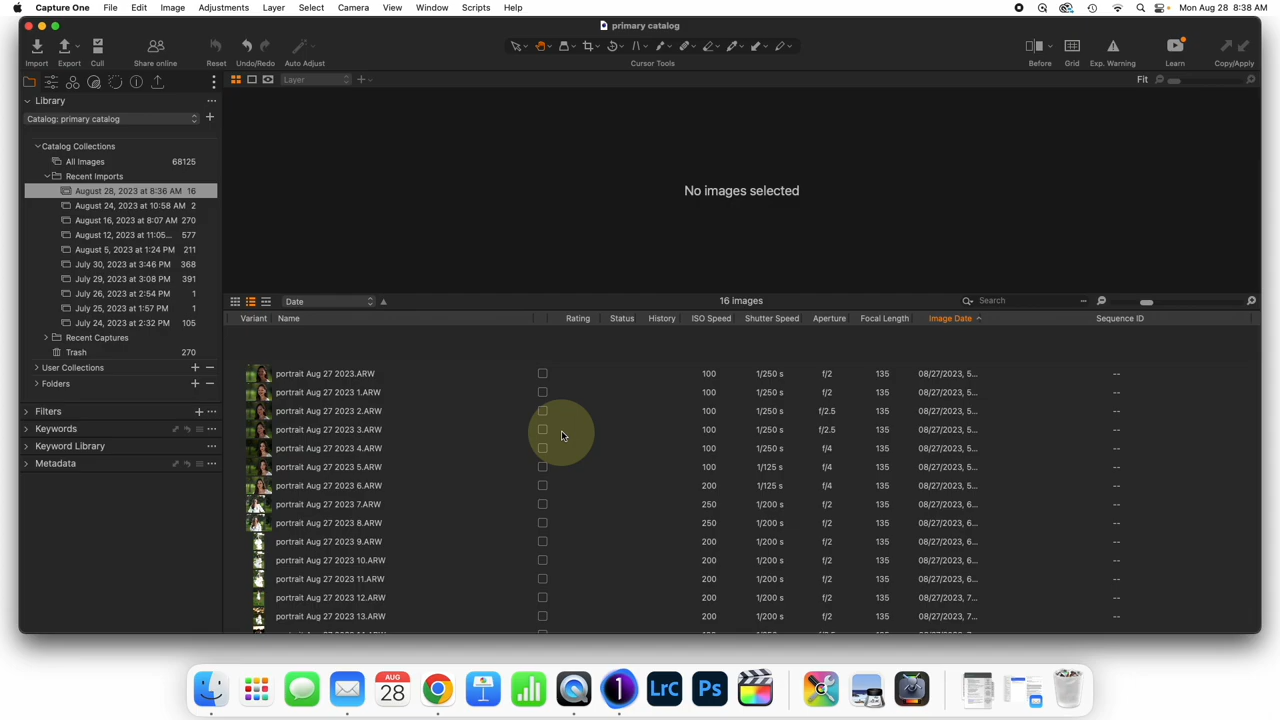 Capture One File Edit Image Adjustments Layer Select Camera View Window Scripts Help Mon Aug 28 8:38 AM
primary catalog
Import Export Cull Share online Reset Undo/Redo Auto Adjust Cursor Tools Before Grid Exp. Warning Learn Copy/Apply
Layer Fit
Library
Catalog: primary catalog
Catalog Collections
All Images 68125
Recent Imports
August 28, 2023 at 8:36 AM 16
August 24, 2023 at 10:58 AM 2
August 16, 2023 at 8:07 AM 270
August 12, 2023 at 11:05... 577
August 5, 2023 at 1:24 PM 211
July 30, 2023 at 3:46 PM 368
July 29, 2023 at 3:08 PM 391
July 26, 2023 at 2:54 PM 1
July 25, 2023 at 1:57 PM 1
July 24, 2023 at 2:32 PM 105
Recent Captures
Trash 270
User Collections
Folders
Filters
Keywords
Keyword Library
Metadata
No images selected
Date 16 images Search
Variant Name Rating Status History ISO Speed Shutter Speed Aperture Focal Length Image Date Sequence ID
portrait Aug 27 2023.ARW 100 1/250 s f/2 135 08/27/2023, 5... --
portrait Aug 27 2023 1.ARW 100 1/250 s f/2 135 08/27/2023, 5... --
portrait Aug 27 2023 2.ARW 100 1/250 s f/2.5 135 08/27/2023, 5... --
portrait Aug 27 2023 3.ARW 100 1/250 s f/2.5 135 08/27/2023, 5... --
portrait Aug 27 2023 4.ARW 100 1/250 s f/4 135 08/27/2023, 5... --
portrait Aug 27 2023 5.ARW 100 1/125 s f/4 135 08/27/2023, 5... --
portrait Aug 27 2023 6.ARW 200 1/125 s f/4 135 08/27/2023, 5... --
portrait Aug 27 2023 7.ARW 250 1/200 s f/2 135 08/27/2023, 6... --
portrait Aug 27 2023 8.ARW 250 1/200 s f/2 135 08/27/2023, 6... --
portrait Aug 27 2023 9.ARW 200 1/200 s f/2 135 08/27/2023, 6... --
portrait Aug 27 2023 10.ARW 200 1/200 s f/2 135 08/27/2023, 6... --
portrait Aug 27 2023 11.ARW 200 1/200 s f/2 135 08/27/2023, 6... --
portrait Aug 27 2023 12.ARW 200 1/200 s f/2 135 08/27/2023, 7... --
portrait Aug 27 2023 13.ARW 200 1/200 s f/2 135 08/27/2023, 7... --
AUG
28
1 LrC Ps